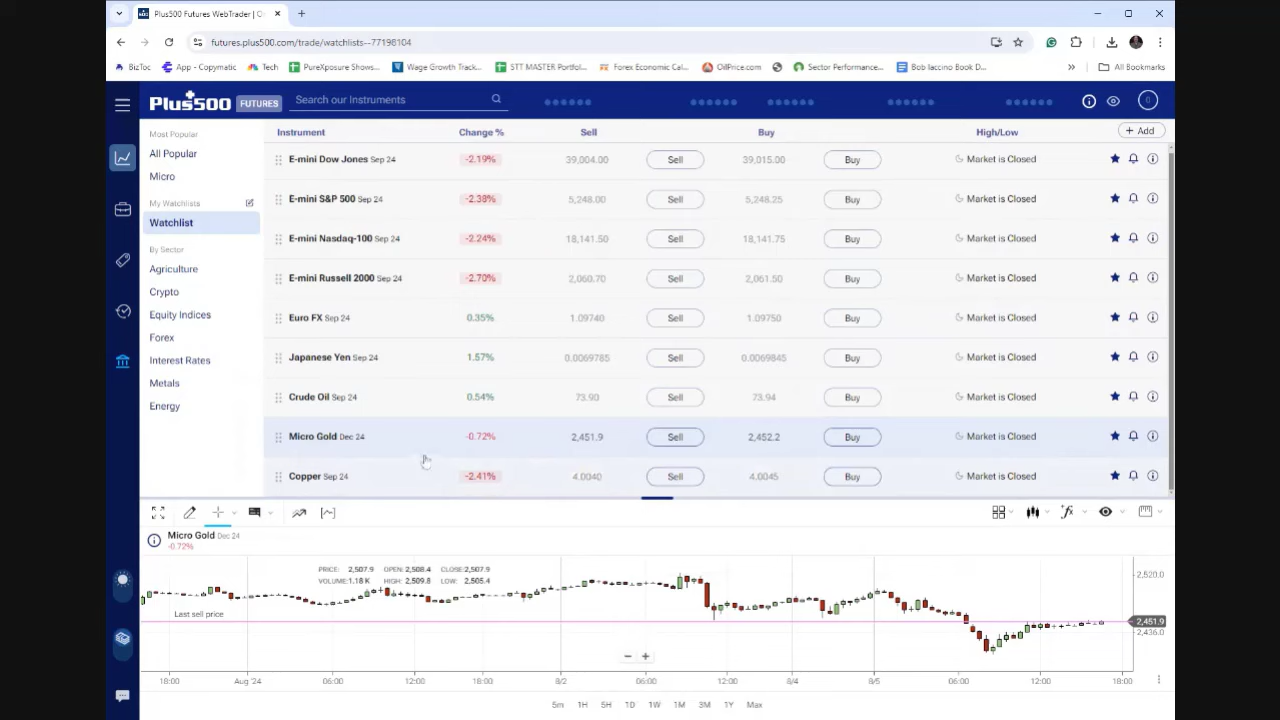 Plus500 Futures WebTrader | O
futures.plus500.com/trade/watchlists--77198104
BizToc App - Copymatic Tech PureXposure Shows... Wage Growth Track... STT MASTER Portfol... Forex Economic Cal... OilPrice.com Sector Performance... Bob Iaccino Book D... » All Bookmarks
Plus500 FUTURES Search our Instruments
Most Popular
All Popular
Micro
My Watchlists
Watchlist
By Sector
Agriculture
Crypto
Equity Indices
Forex
Interest Rates
Metals
Energy
Instrument Change % Sell Buy High/Low + Add
E-mini Dow Jones Sep 24 -2.19% 39,004.00 Sell 39,015.00 Buy Market is Closed
E-mini S&P 500 Sep 24 -2.38% 5,248.00 Sell 5,248.25 Buy Market is Closed
E-mini Nasdaq-100 Sep 24 -2.24% 18,141.50 Sell 18,141.75 Buy Market is Closed
E-mini Russell 2000 Sep 24 -2.70% 2,060.70 Sell 2,061.50 Buy Market is Closed
Euro FX Sep 24 0.35% 1.09740 Sell 1.09750 Buy Market is Closed
Japanese Yen Sep 24 1.57% 0.0069785 Sell 0.0069845 Buy Market is Closed
Crude Oil Sep 24 0.54% 73.90 Sell 73.94 Buy Market is Closed
Micro Gold Dec 24 -0.72% 2,451.9 Sell 2,452.2 Buy Market is Closed
Copper Sep 24 -2.41% 4.0040 Sell 4.0045 Buy Market is Closed
Micro Gold Dec 24
-0.72%
PRICE: 2,507.9 OPEN: 2,508.4 CLOSE: 2,507.9
VOLUME: 1.18 K HIGH: 2,509.8 LOW: 2,505.4
2,520.0
Last sell price
2,451.9
2,436.0
18:00 Aug '24 06:00 12:00 18:00 8/2 06:00 12:00 8/4 8/5 06:00 12:00 18:00
5m 1H 5H 1D 1W 1M 3M 1Y Max